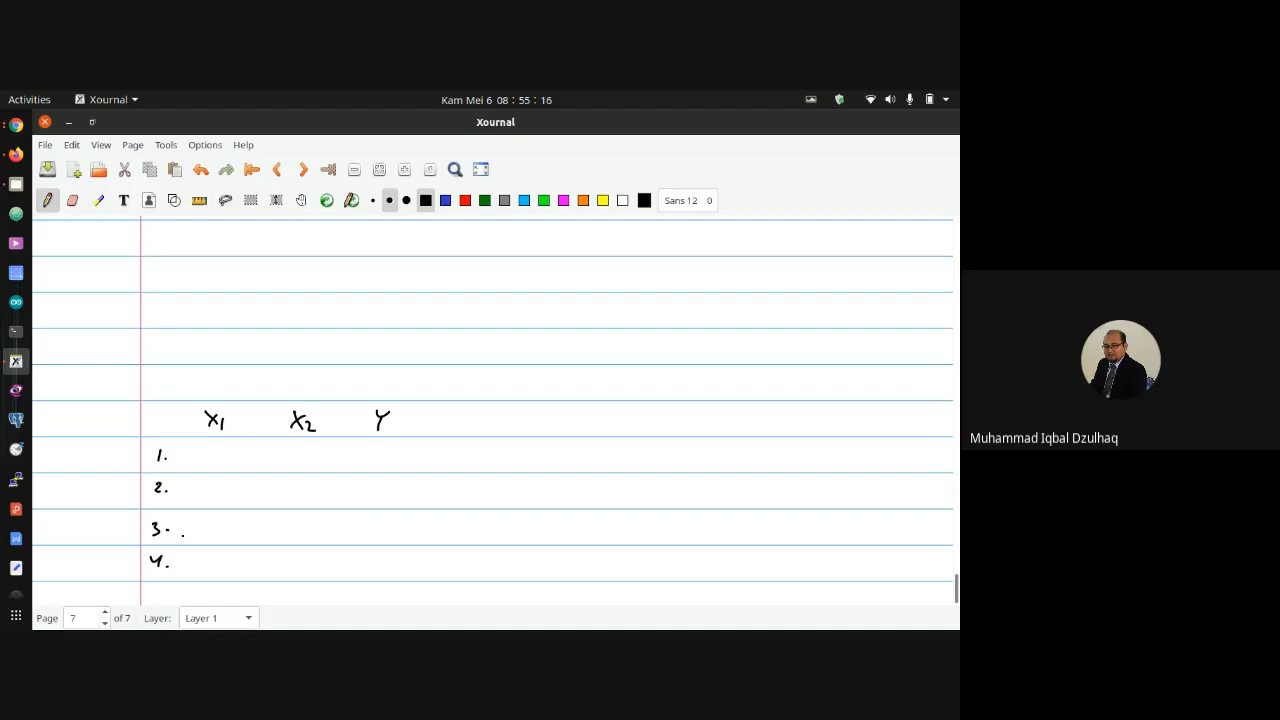 Activities Xournal Kam Mei 6 08 : 55 : 16
Xournal
File Edit View Page Tools Options Help
Sans 12 0
X1 X2 Y
1.
2.
3. .
4.
Muhammad Iqbal Dzulhaq
Page 7 of 7 Layer: Layer 1